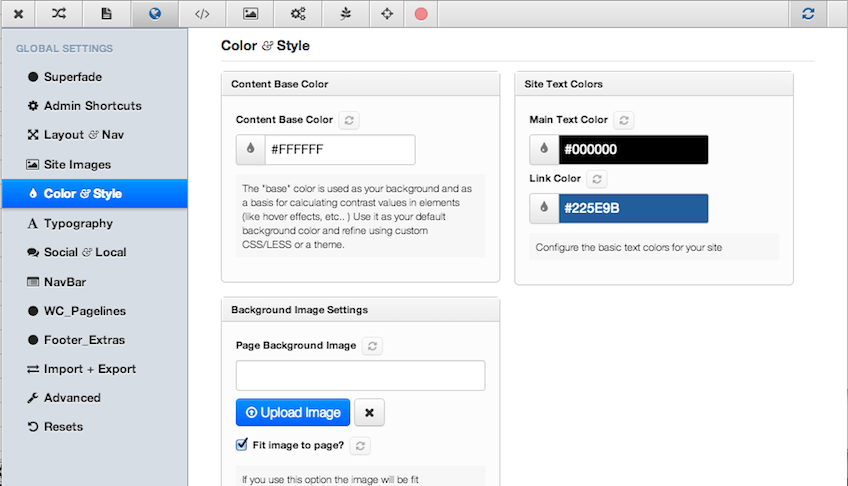 GLOBAL SETTINGS
Superfade
Admin Shortcuts
Layout & Nav
Site Images
Color & Style
Typography
Social & Local
NavBar
WC_Pagelines
Footer_Extras
Import + Export
Advanced
Resets
Color & Style
Content Base Color
Content Base Color
#FFFFFF
The "base" color is used as your background and as
a basis for calculating contrast values in elements
(like hover effects, etc.. ) Use it as your default
background color and refine using custom
CSS/LESS or a theme.
Site Text Colors
Main Text Color
#000000
Link Color
#225E9B
Configure the basic text colors for your site
Background Image Settings
Page Background Image
Upload Image
Fit image to page?
If you use this option the image will be fit